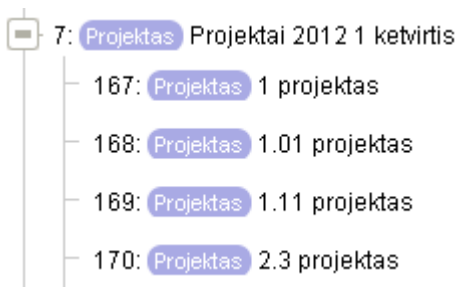 7: Projektas Projektai 2012 1 ketvirtis
167: Projektas 1 projektas
168: Projektas 1.01 projektas
169: Projektas 1.11 projektas
170: Projektas 2.3 projektas